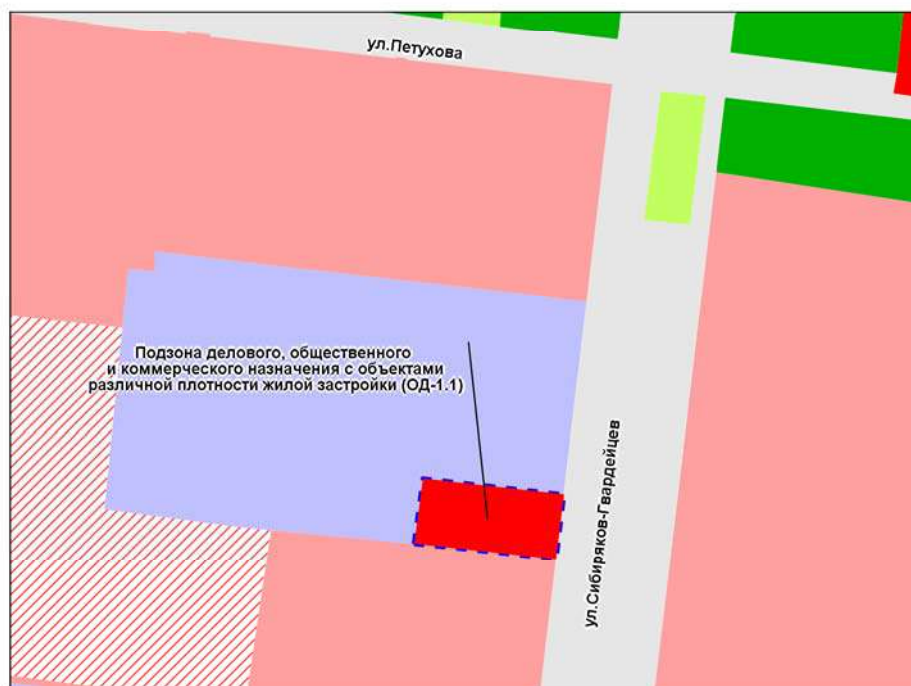 ул.Петухова
Подзона делового, общественного
и коммерческого назначения с объектами
различной плотности жилой застройки (ОД-1.1)
ул.Сибиряков-Гвардейцев